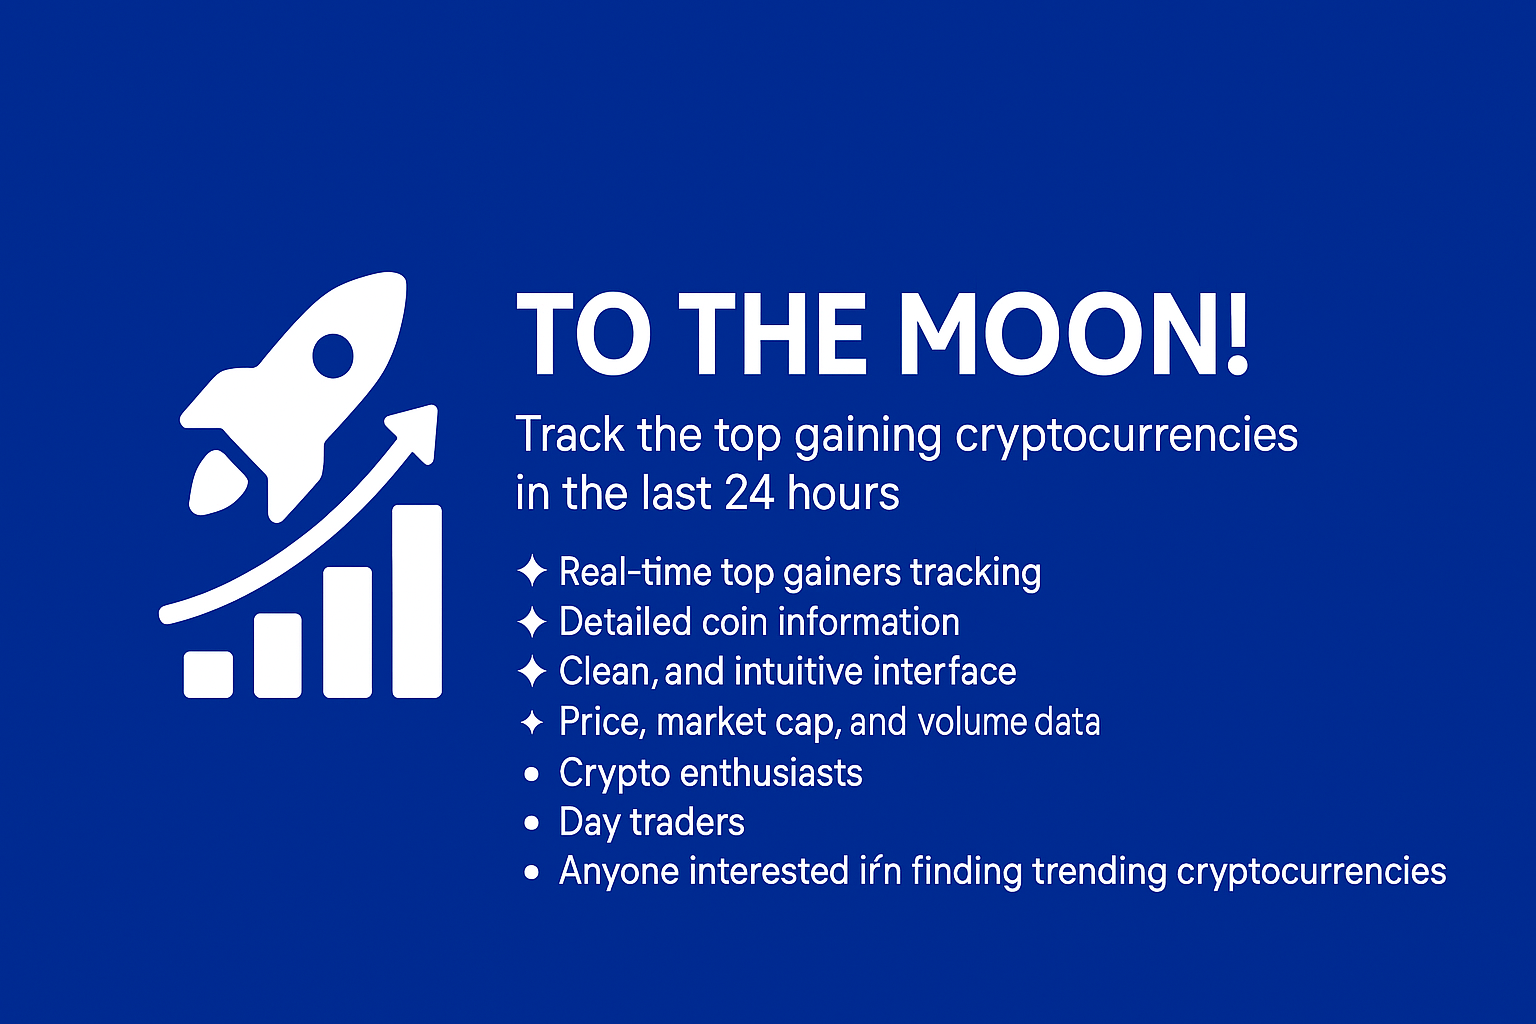 TO THE MOON!
Track the top gaining cryptocurrencies
in the last 24 hours
✦ Real-time top gainers tracking
✦ Detailed coin information
✦ Clean, and intuitive interface
✦ Price, market cap, and volume data
• Crypto enthusiasts
• Day traders
• Anyone interested iŕn finding trending cryptocurrencies